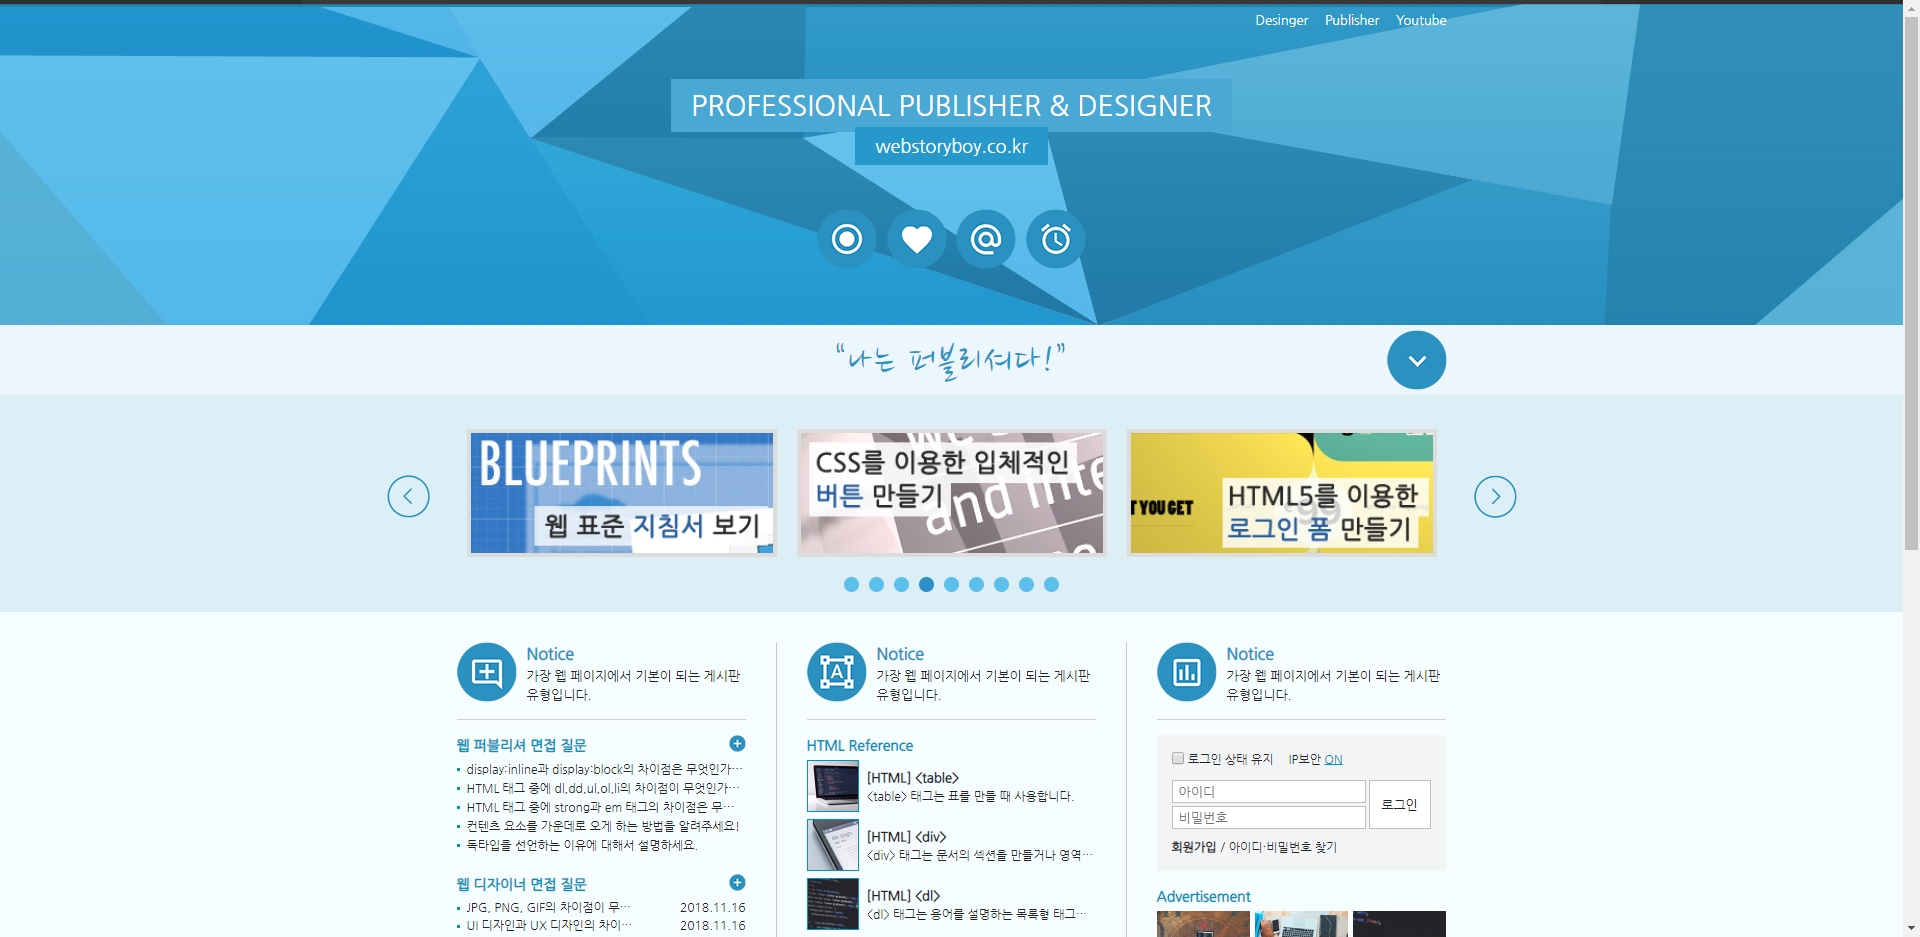 Desinger Publisher Youtube
PROFESSIONAL PUBLISHER & DESIGNER
webstoryboy.co.kr
“나는 퍼블리셔다!”
BLUEPRINTS
웹 표준 지침서 보기
CSS를 이용한 입체적인
버튼 만들기
and inte
T YOU GET
HTML5를 이용한
로그인 폼 만들기
Notice
가장 웹 페이지에서 기본이 되는 게시판
유형입니다.
웹 퍼블리셔 면접 질문
display:inline과 display:block의 차이점은 무엇인가…
HTML 태그 중에 dl,dd,ul,ol,li의 차이점이 무엇인가…
HTML 태그 중에 strong과 em 태그의 차이점은 무…
컨텐츠 요소를 가운데로 오게 하는 방법을 알려주세요!
독타입을 선언하는 이유에 대해서 설명하세요.
웹 디자이너 면접 질문
JPG, PNG, GIF의 차이점이 무… 2018.11.16
UI 디자인과 UX 디자인의 차이… 2018.11.16
Notice
가장 웹 페이지에서 기본이 되는 게시판
유형입니다.
HTML Reference
[HTML] <table>
<table> 태그는 표를 만들 때 사용합니다.
[HTML] <div>
<div> 태그는 문서의 섹션을 만들거나 영역…
[HTML] <dl>
<dl> 태그는 용어를 설명하는 목록형 태그…
Notice
가장 웹 페이지에서 기본이 되는 게시판
유형입니다.
로그인 상태 유지 IP보안 ON
아이디
비밀번호
로그인
회원가입 / 아이디·비밀번호 찾기
Advertisement